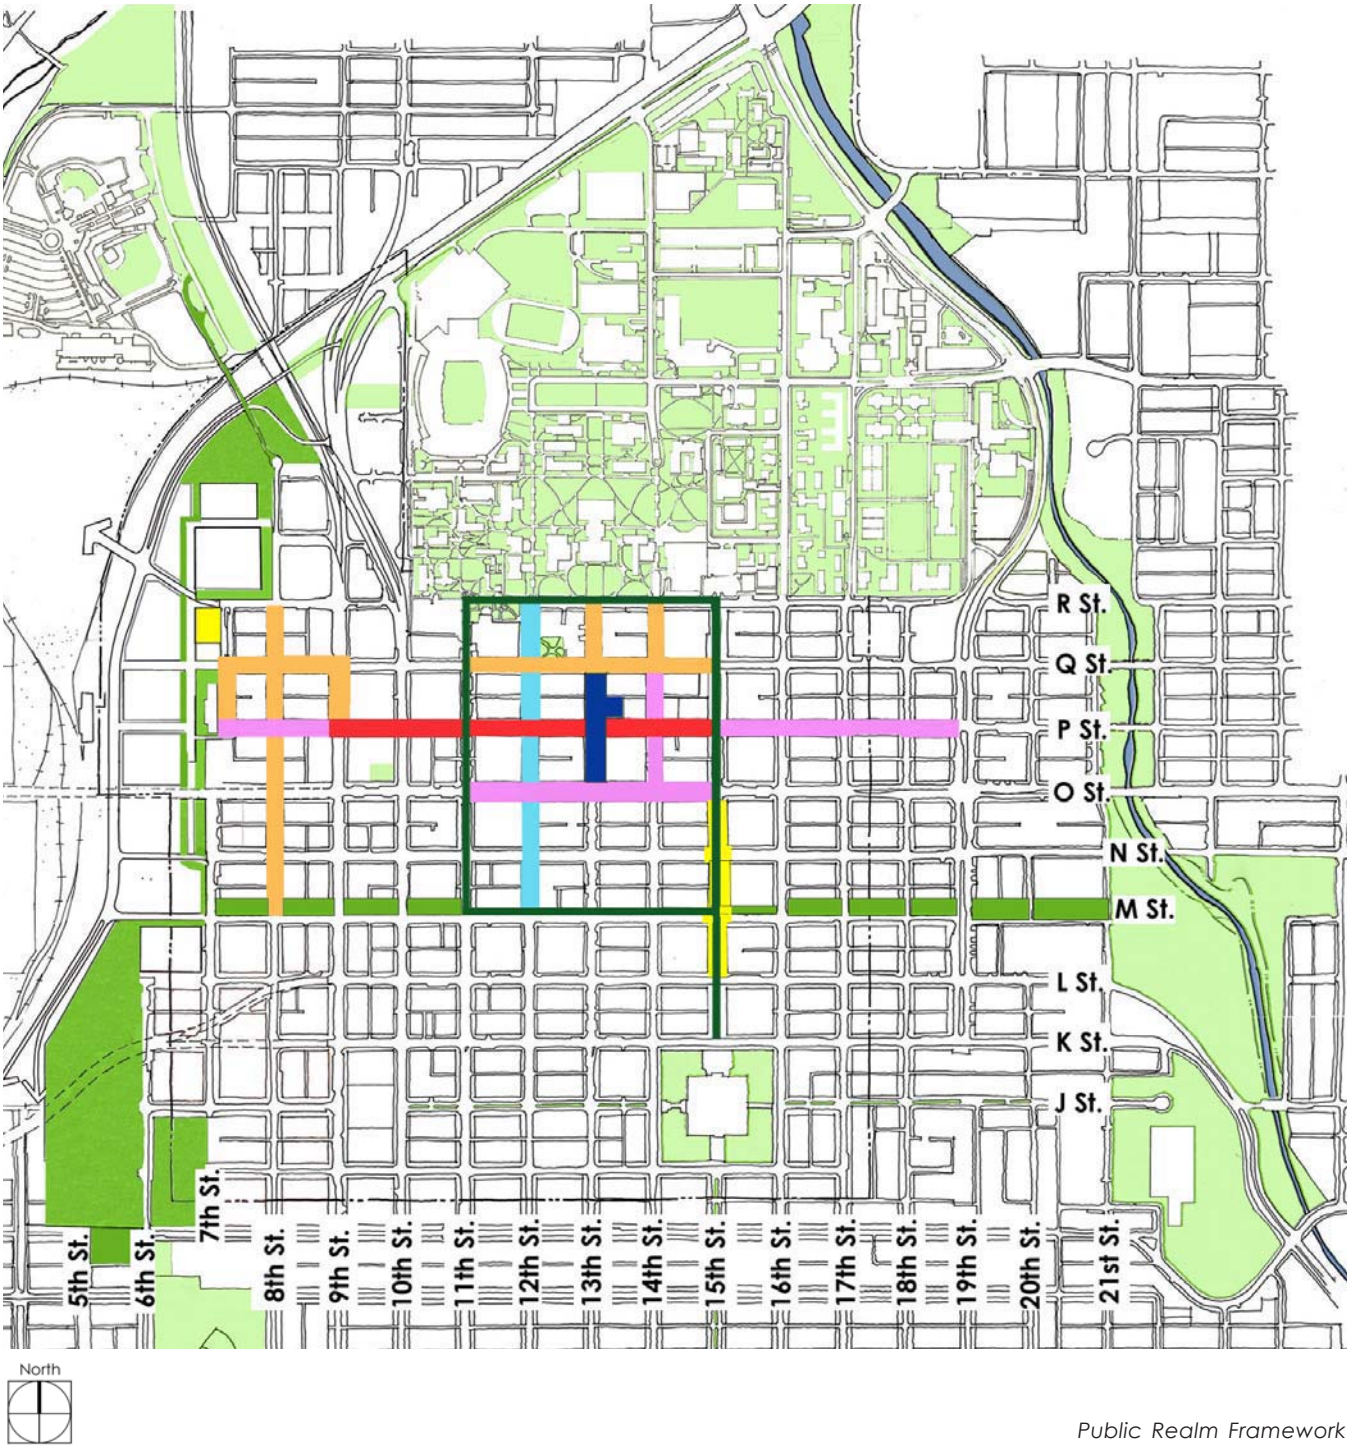 R St.
Q St.
P St.
O St.
N St.
M St.
L St.
K St.
J St.
5th St.
6th St.
7th St.
8th St.
9th St.
10th St.
11th St.
12th St.
13th St.
14th St.
15th St.
16th St.
17th St.
18th St.
19th St.
20th St.
21st St.
North
Public Realm Framework